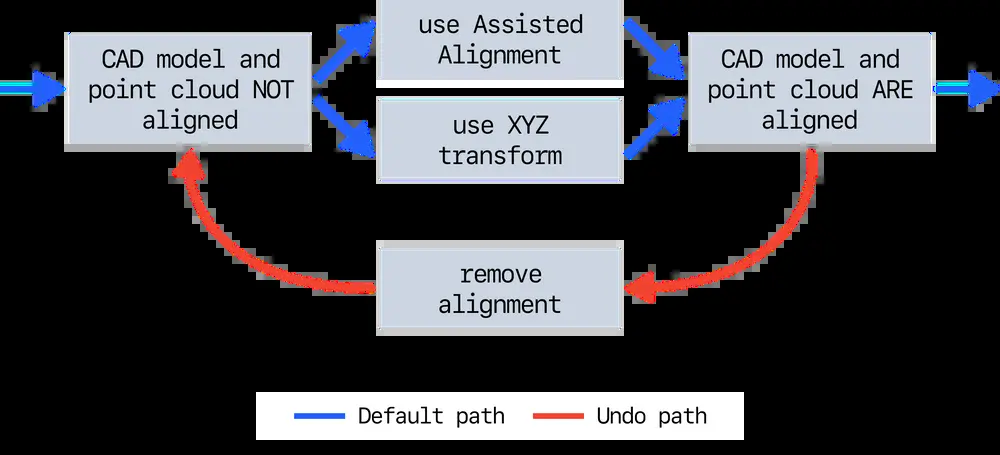 CAD model and
point cloud NOT
aligned
use Assisted
Alignment
use XYZ
transform
CAD model and
point cloud ARE
aligned
remove
alignment
Default path
Undo path